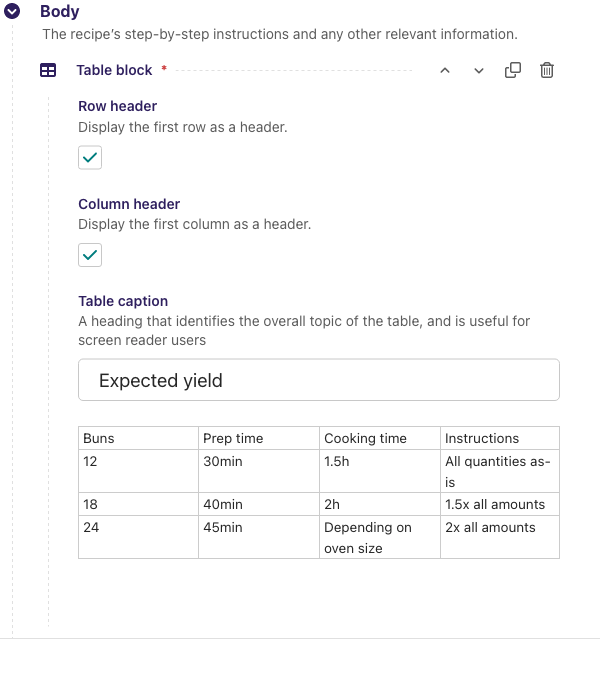 Body
The recipe’s step-by-step instructions and any other relevant information.
Table block *
Row header
Display the first row as a header.
Column header
Display the first column as a header.
Table caption
A heading that identifies the overall topic of the table, and is useful for
screen reader users
Expected yield
Buns Prep time Cooking time Instructions
12 30min 1.5h All quantities as-
is
18 40min 2h 1.5x all amounts
24 45min Depending on 2x all amounts
oven size